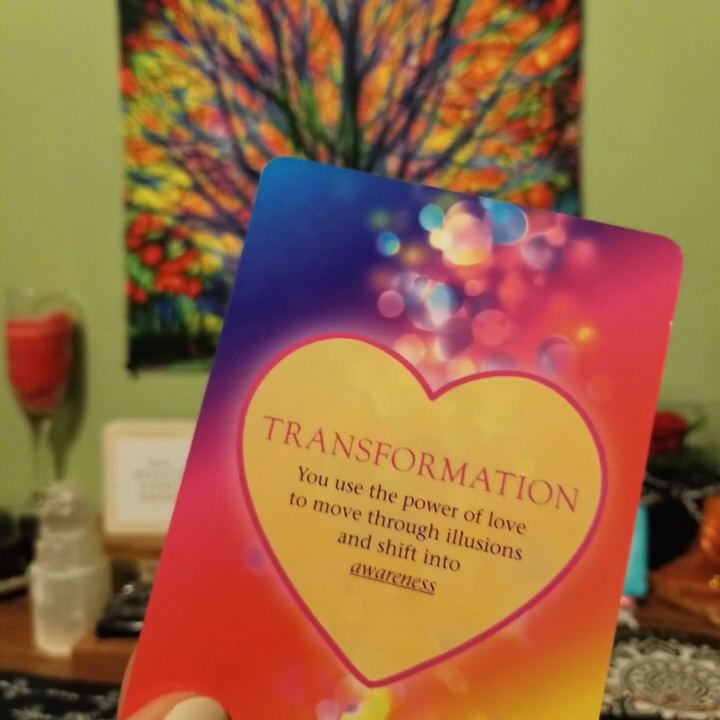 TRANSFORMATION
You use the power of love
to move through illusions
and shift into
awareness